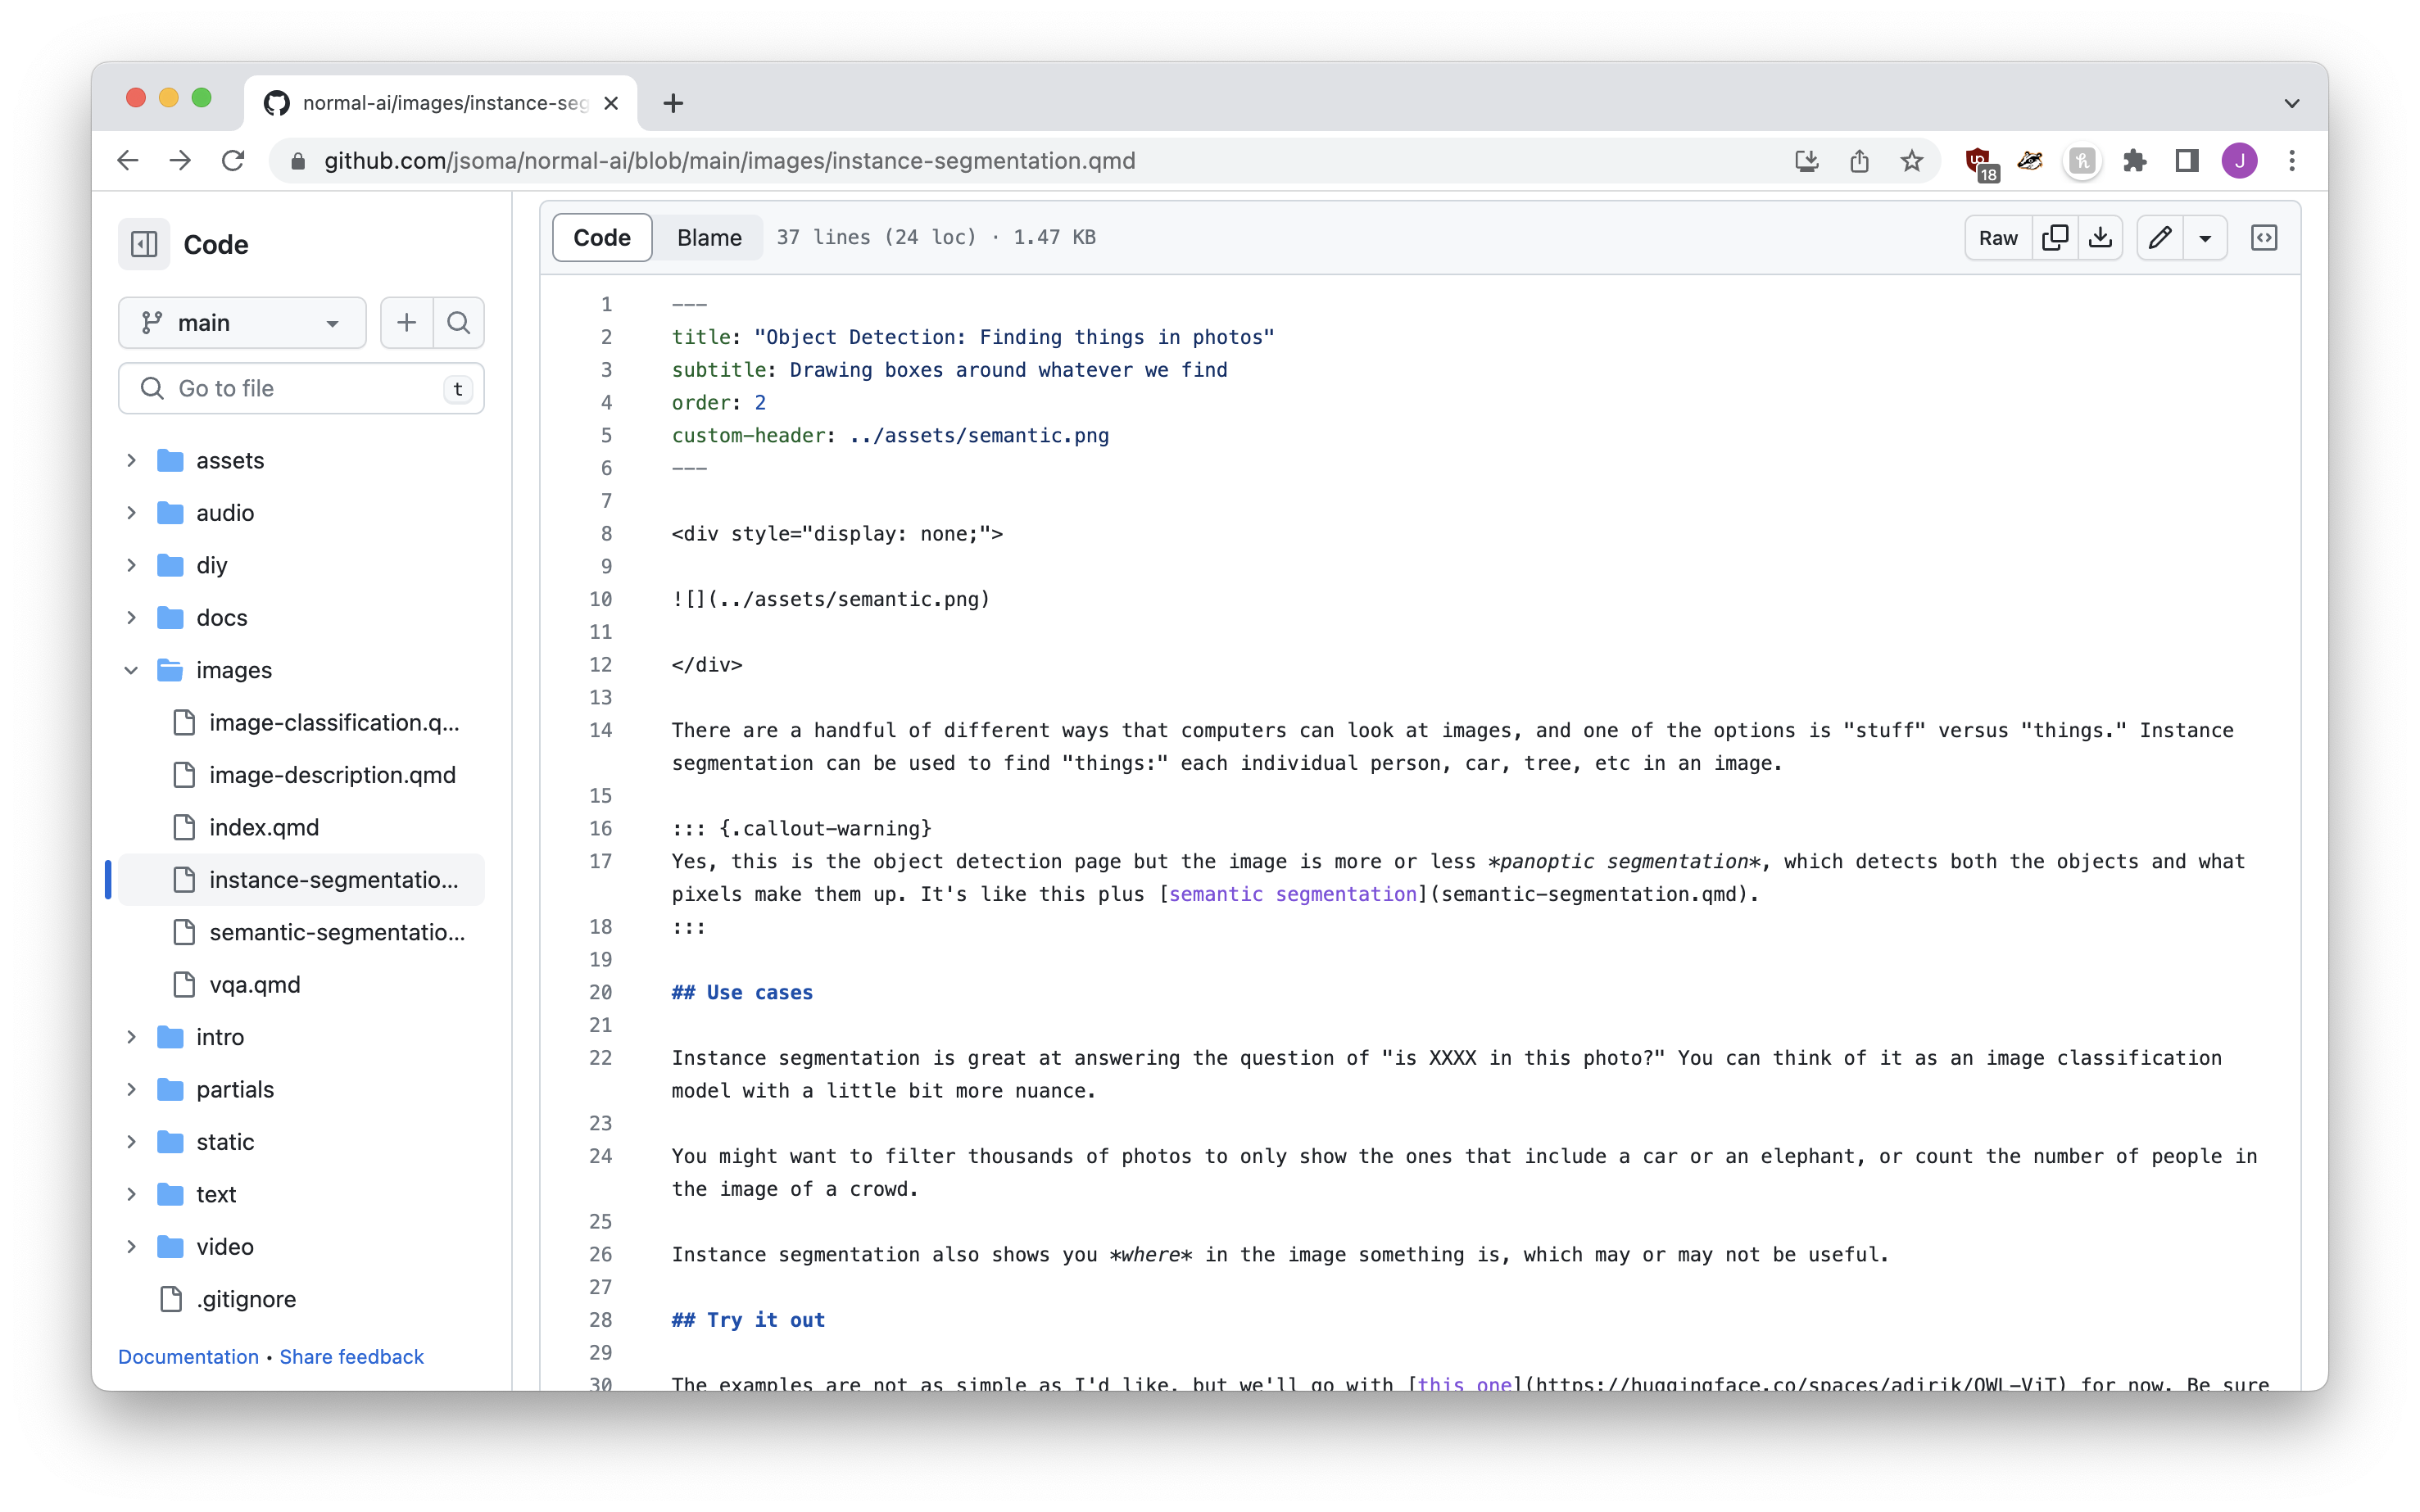 normal-ai/images/instance-seg
github.com/jsoma/normal-ai/blob/main/images/instance-segmentation.qmd
18
J
Code
main
Go to file
t
assets
audio
diy
docs
images
image-classification.q...
image-description.qmd
index.qmd
instance-segmentatio...
semantic-segmentatio...
vqa.qmd
intro
partials
static
text
video
.gitignore
Documentation • Share feedback
Code Blame 37 lines (24 loc) · 1.47 KB Raw
1 ---
2 title: "Object Detection: Finding things in photos"
3 subtitle: Drawing boxes around whatever we find
4 order: 2
5 custom-header: ../assets/semantic.png
6 ---
7
8 <div style="display: none;">
9
10 ![](../assets/semantic.png)
11
12 </div>
13
14 There are a handful of different ways that computers can look at images, and one of the options is "stuff" versus "things." Instance
segmentation can be used to find "things:" each individual person, car, tree, etc in an image.
15
16 ::: {.callout-warning}
17 Yes, this is the object detection page but the image is more or less *panoptic segmentation*, which detects both the objects and what
pixels make them up. It's like this plus [semantic segmentation](semantic-segmentation.qmd).
18 :::
19
20 ## Use cases
21
22 Instance segmentation is great at answering the question of "is XXXX in this photo?" You can think of it as an image classification
model with a little bit more nuance.
23
24 You might want to filter thousands of photos to only show the ones that include a car or an elephant, or count the number of people in
the image of a crowd.
25
26 Instance segmentation also shows you *where* in the image something is, which may or may not be useful.
27
28 ## Try it out
29
30 The examples are not as simple as I'd like, but we'll go with [this one](https://huggingface.co/spaces/adirik/OWL-ViT) for now. Be sure